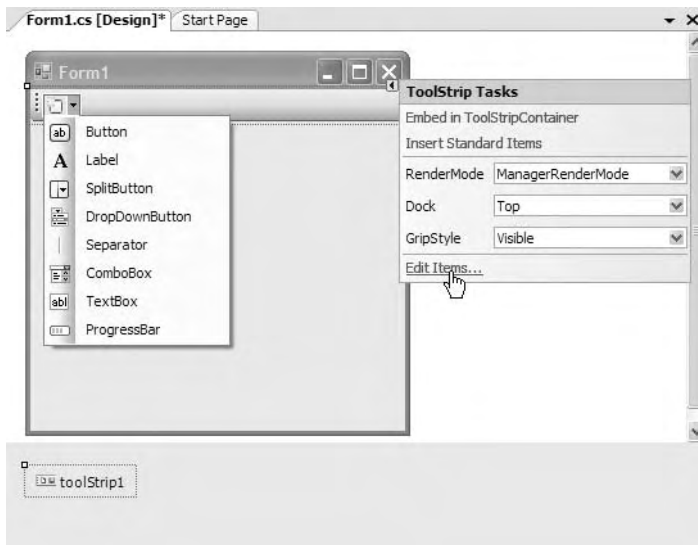 Form1.cs [Design]* Start Page
Form1
Button
Label
SplitButton
DropDownButton
Separator
ComboBox
TextBox
ProgressBar
ToolStrip Tasks
Embed in ToolStripContainer
Insert Standard Items
RenderMode ManagerRenderMode
Dock Top
GripStyle Visible
Edit Items...
toolStrip1